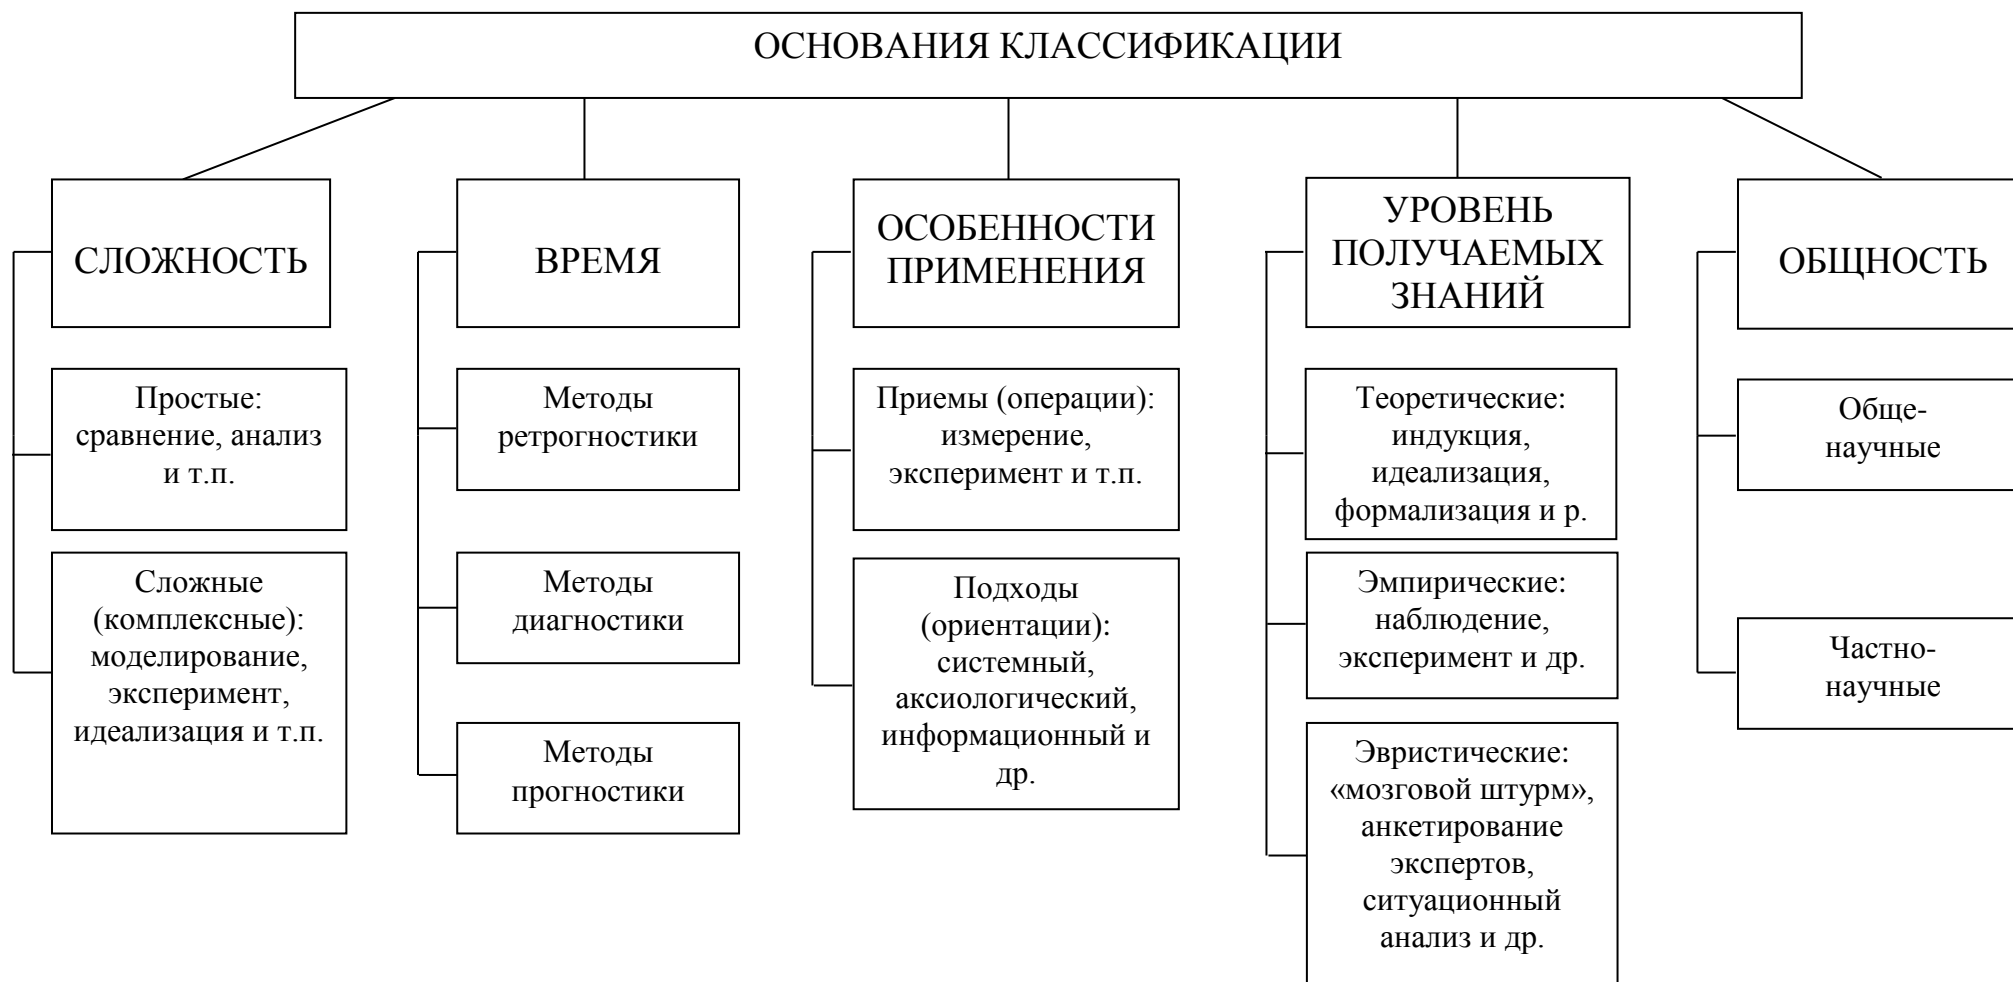 ОСНОВАНИЯ КЛАССИФИКАЦИИ
СЛОЖНОСТЬ
Простые:
сравнение, анализ
и т.п.
Сложные
(комплексные):
моделирование,
эксперимент,
идеализация и т.п.
ВРЕМЯ
Методы
ретрогностики
Методы
диагностики
Методы
прогностики
ОСОБЕННОСТИ
ПРИМЕНЕНИЯ
Приемы (операции):
измерение,
эксперимент и т.п.
Подходы
(ориентации):
системный,
аксиологический,
информационный и
др.
УРОВЕНЬ
ПОЛУЧАЕМЫХ
ЗНАНИЙ
Теоретические:
индукция,
идеализация,
формализация и р.
Эмпирические:
наблюдение,
эксперимент и др.
Эвристические:
«мозговой штурм»,
анкетирование
экспертов,
ситуационный
анализ и др.
ОБЩНОСТЬ
Обще-
научные
Частно-
научные